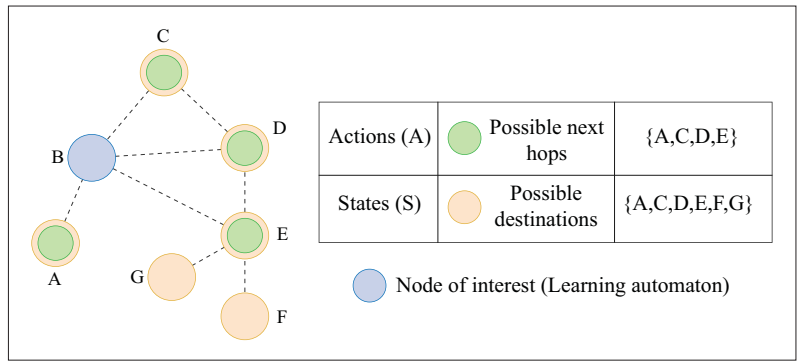 C
D
B
E
G
A
F
Actions (A)
Possible next
hops
{A,C,D,E}
States (S)
Possible
destinations
{A,C,D,E,F,G}
Node of interest (Learning automaton)